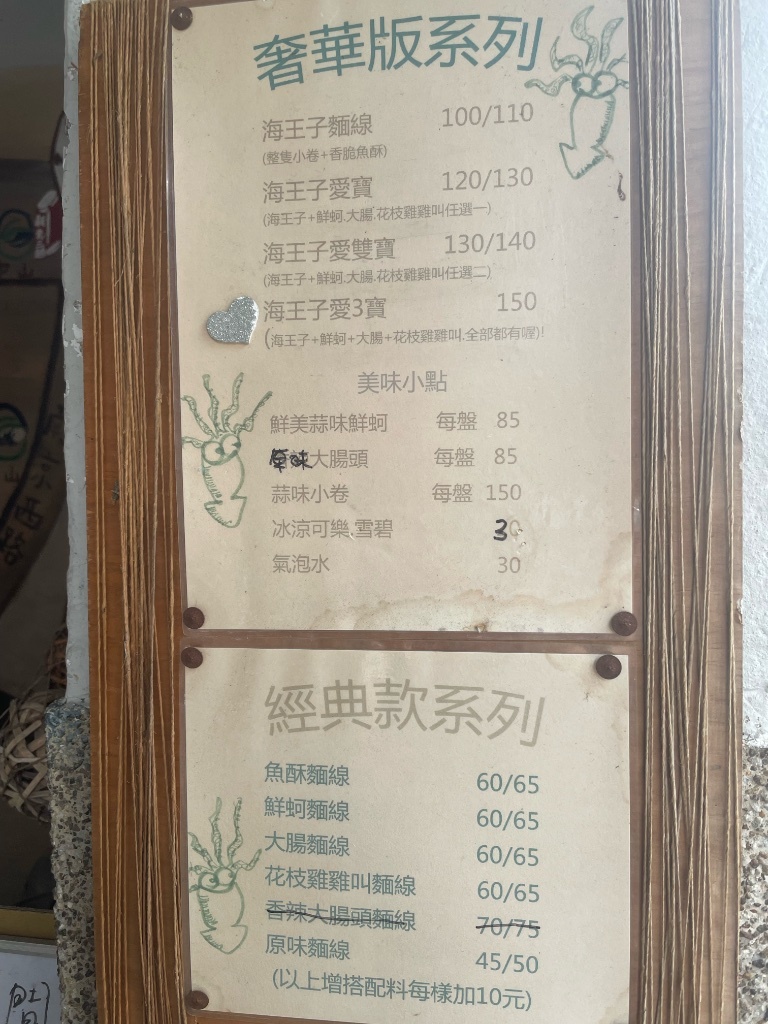 奢華版系列
海王子麵線 100/110
(整隻小卷+香脆魚酥)
海王子愛寶 120/130
(海王子+鮮蚵.大腸.花枝雞雞叫任選一)
海王子愛雙寶 130/140
(海王子+鮮蚵.大腸.花枝雞雞叫任選二)
海王子愛3寶 150
(海王子+鮮蚵+大腸+花枝雞雞叫.全部都有喔)!
美味小點
鮮美蒜味鮮蚵 每盤 85
原味大腸頭 每盤 85
蒜味小卷 每盤 150
冰涼可樂.雪碧 30
氣泡水 30
經典款系列
魚酥麵線 60/65
鮮蚵麵線 60/65
大腸麵線 60/65
花枝雞雞叫麵線 60/65
香辣大腸頭麵線 70/75
原味麵線 45/50
(以上增搭配料每樣加10元)